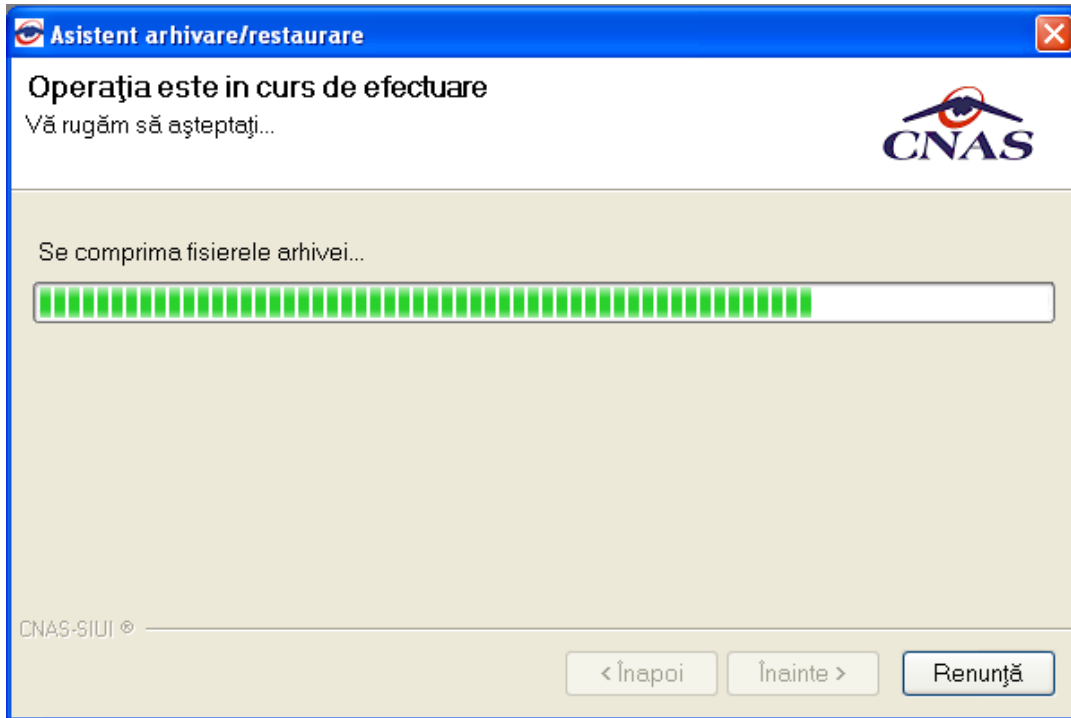 Asistent arhivare/restaurare
Operaţia este in curs de efectuare
Vă rugăm să aşteptaţi...
CNAS
Se comprima fisierele arhivei...
CNAS-SIUI ®
< Înapoi
Înainte >
Renunţă